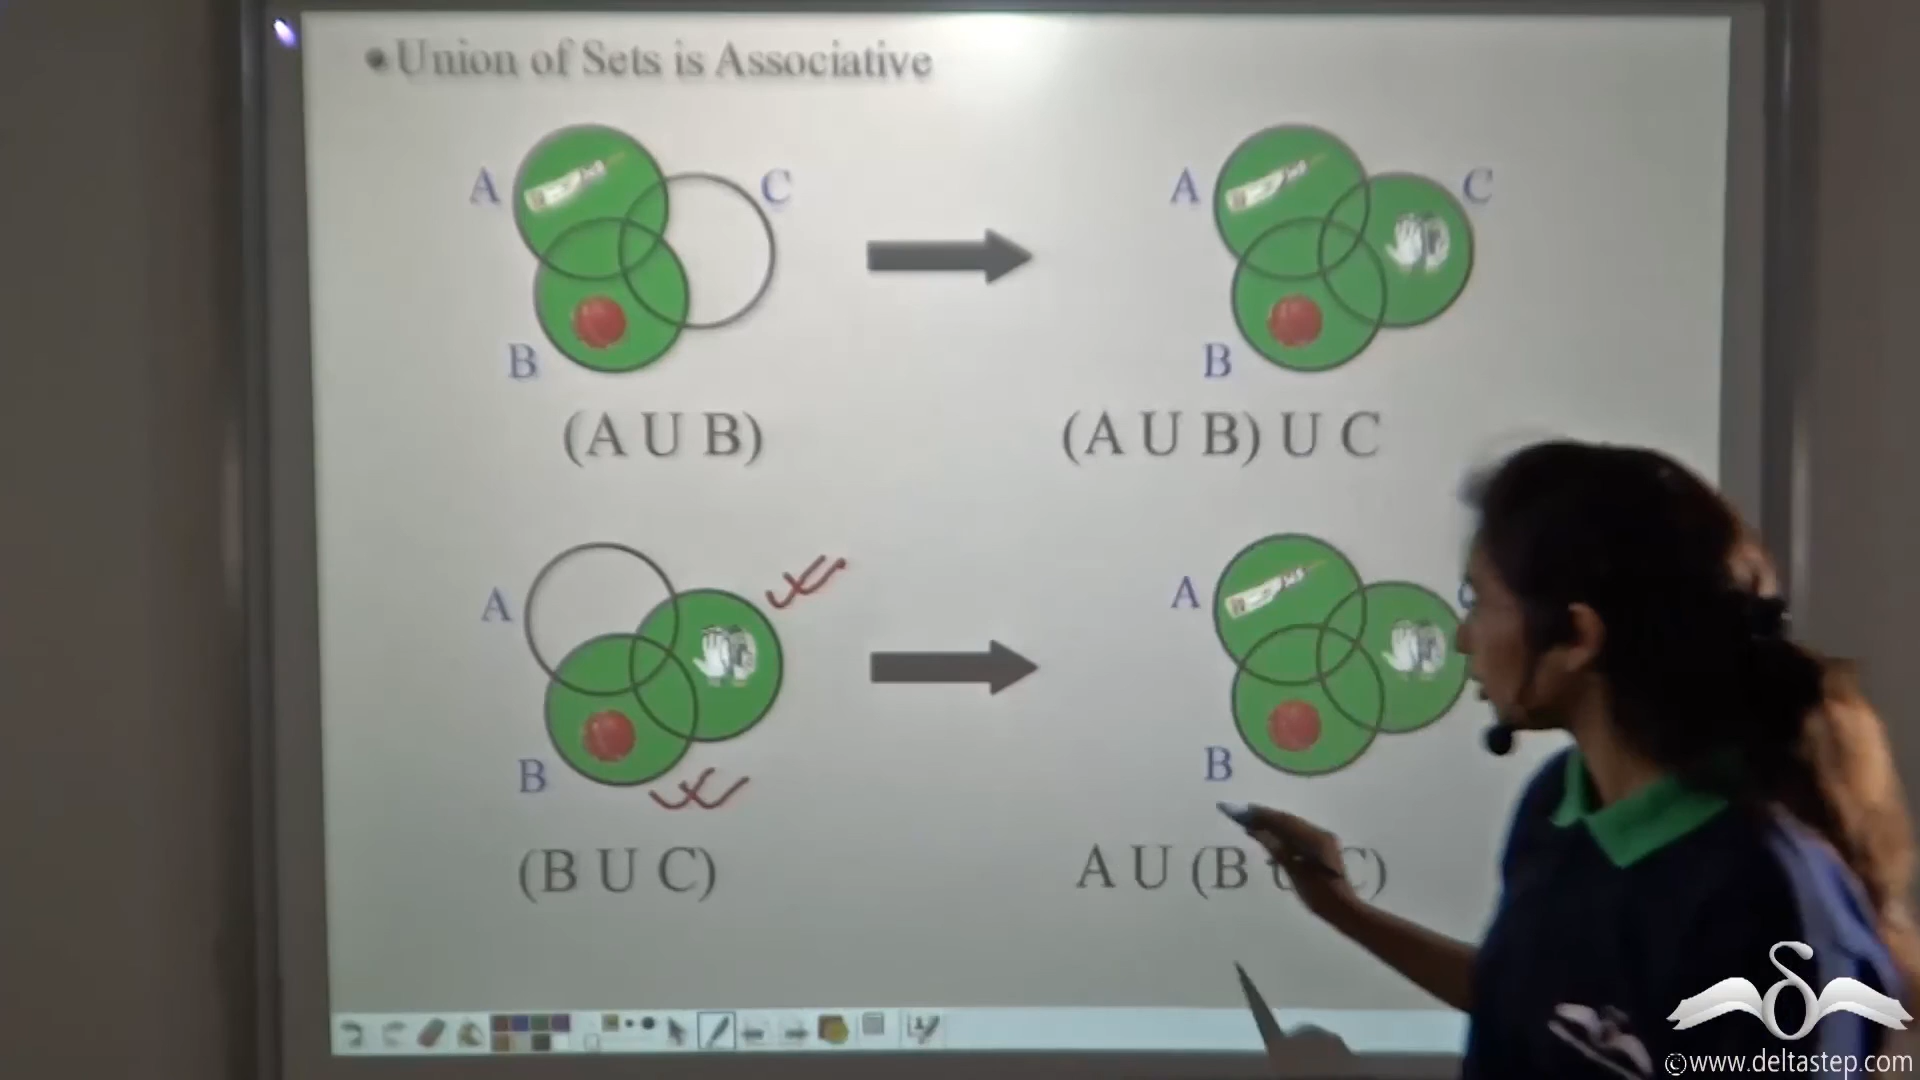 •Union of Sets is Associative
A C
B
(A U B)
A C
B
(A U B) U C
A
B
(B U C)
A
B
A U (B U C)
©www.deltastep.com